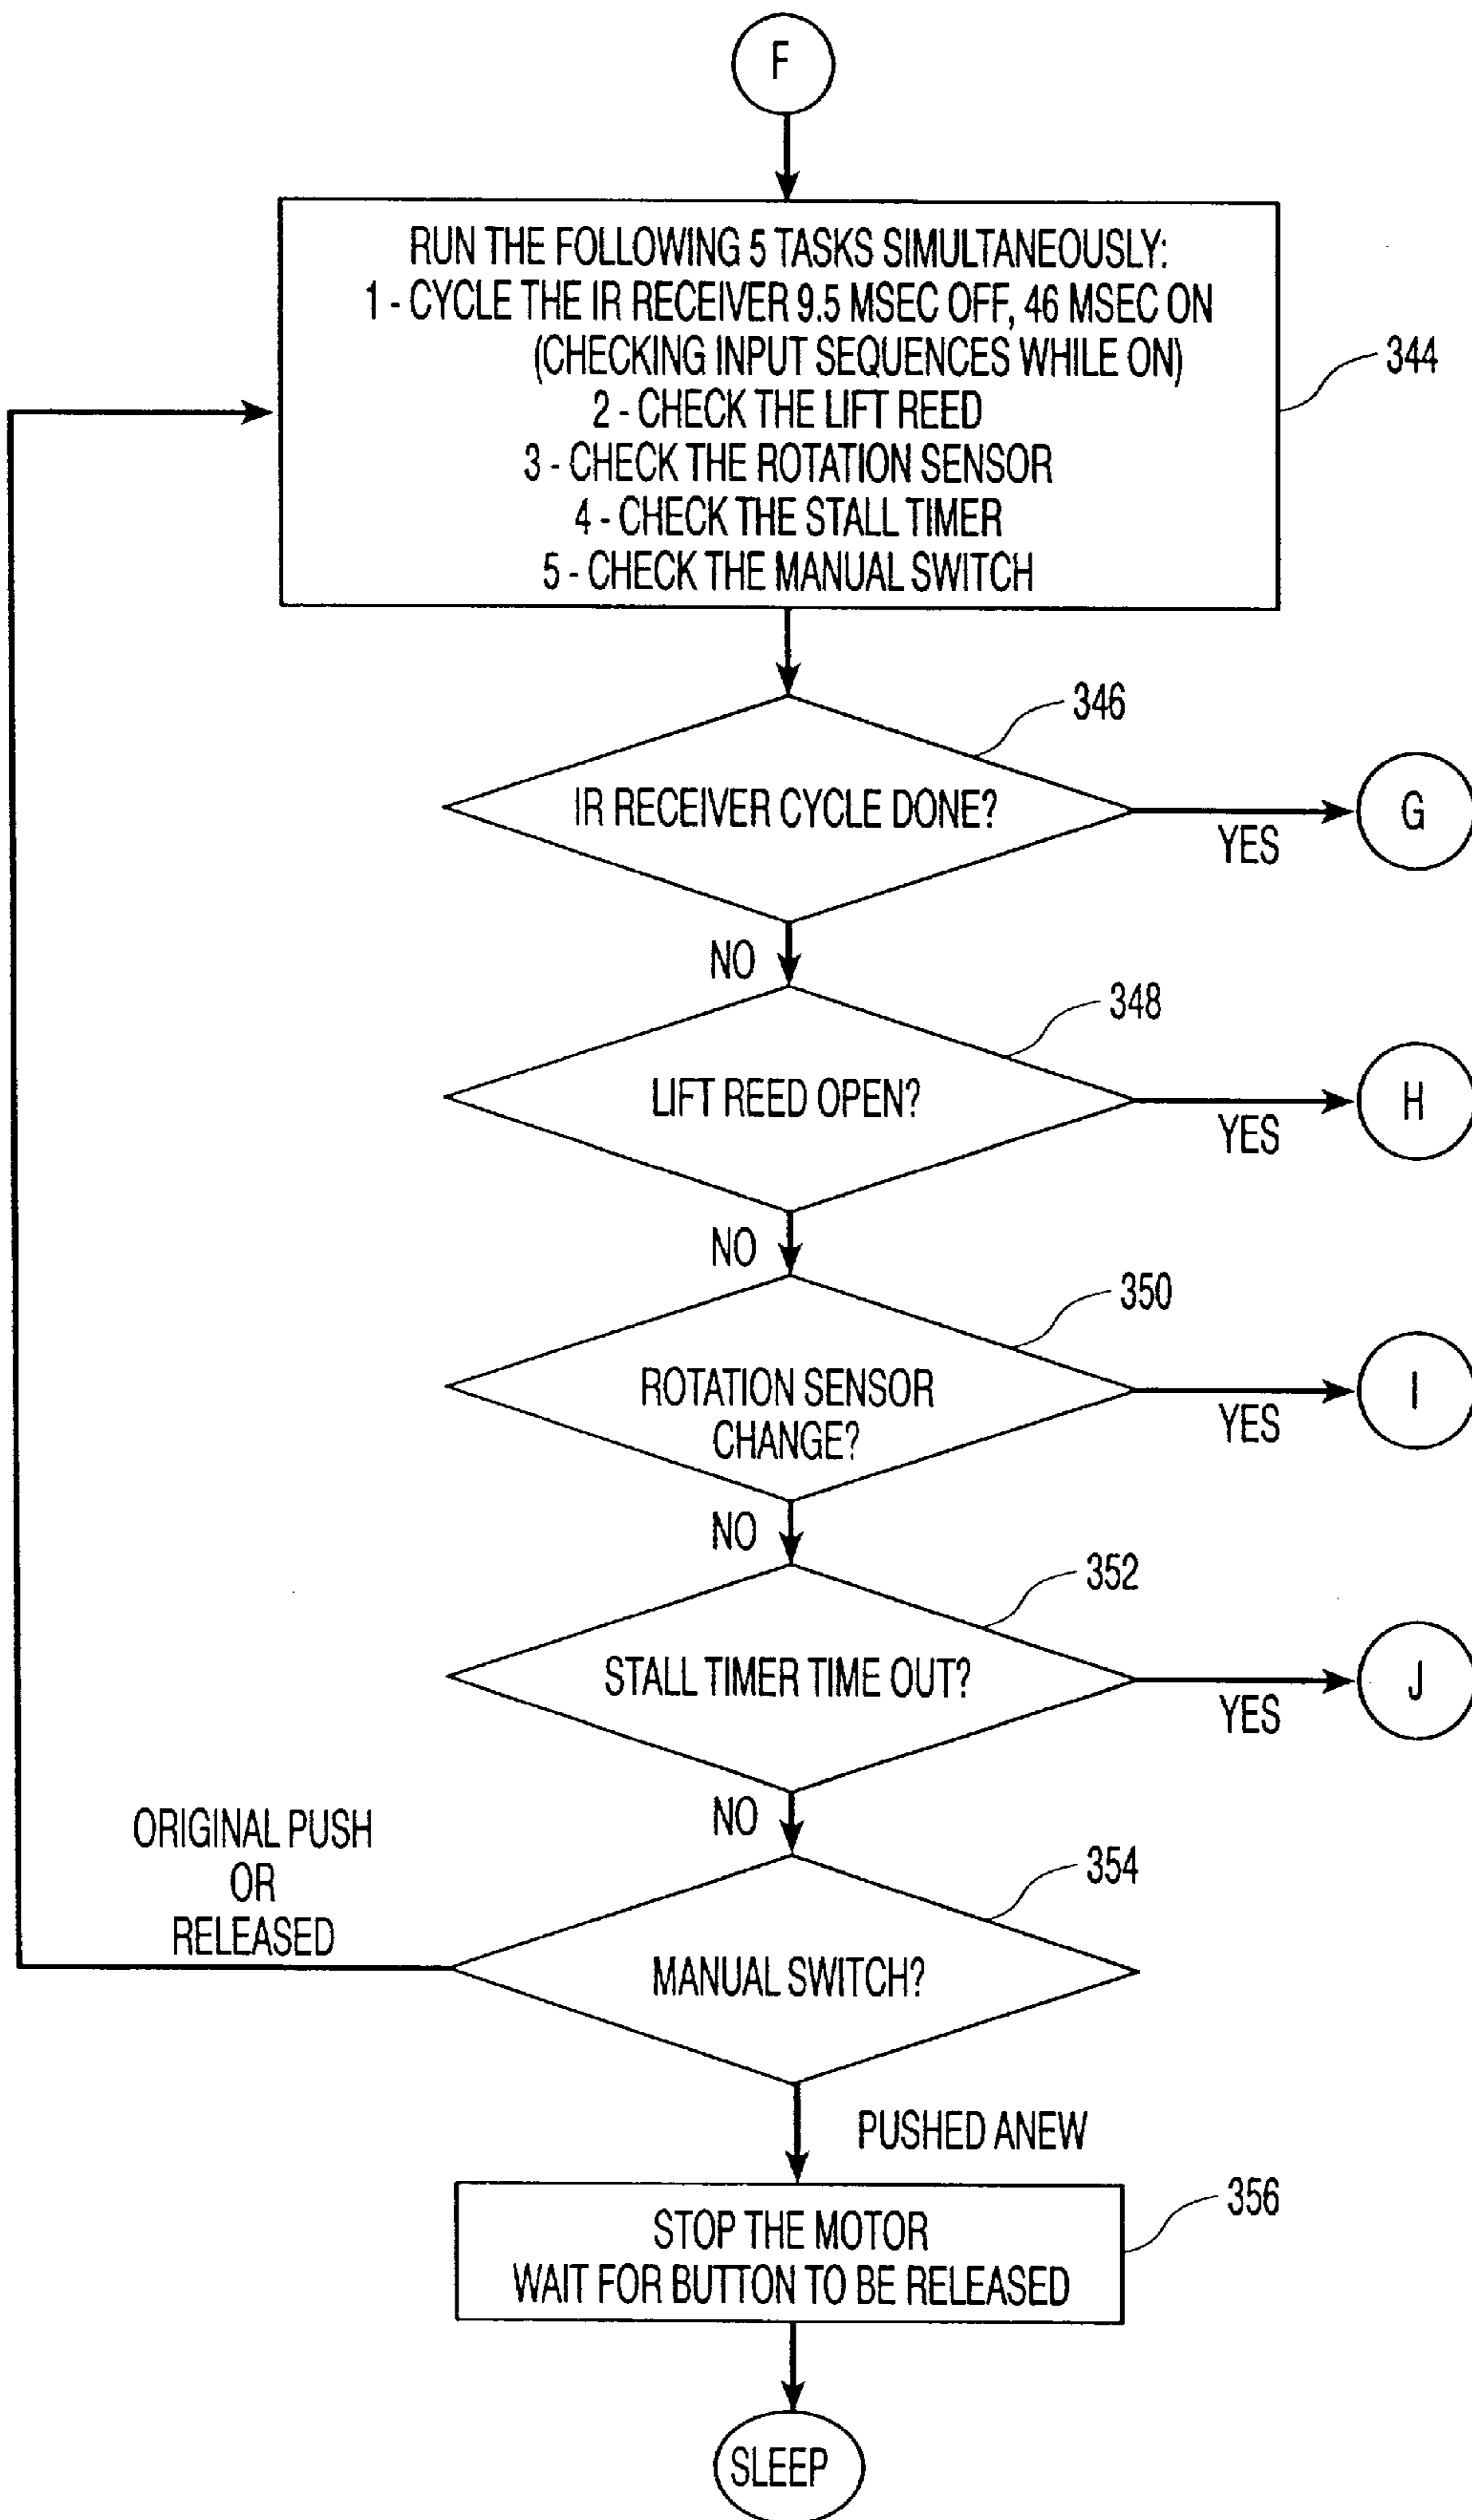 F
RUN THE FOLLOWING 5 TASKS SIMULTANEOUSLY:
1 - CYCLE THE IR RECEIVER 9.5 MSEC OFF, 46 MSEC ON
(CHECKING INPUT SEQUENCES WHILE ON)
2 - CHECK THE LIFT REED
3 - CHECK THE ROTATION SENSOR
4 - CHECK THE STALL TIMER
5 - CHECK THE MANUAL SWITCH
344
346
IR RECEIVER CYCLE DONE?
YES
G
NO
348
LIFT REED OPEN?
YES
H
NO
350
ROTATION SENSOR
CHANGE?
YES
I
NO
352
STALL TIMER TIME OUT?
YES
J
NO
ORIGINAL PUSH
OR
RELEASED
354
MANUAL SWITCH?
PUSHED ANEW
356
STOP THE MOTOR
WAIT FOR BUTTON TO BE RELEASED
SLEEP